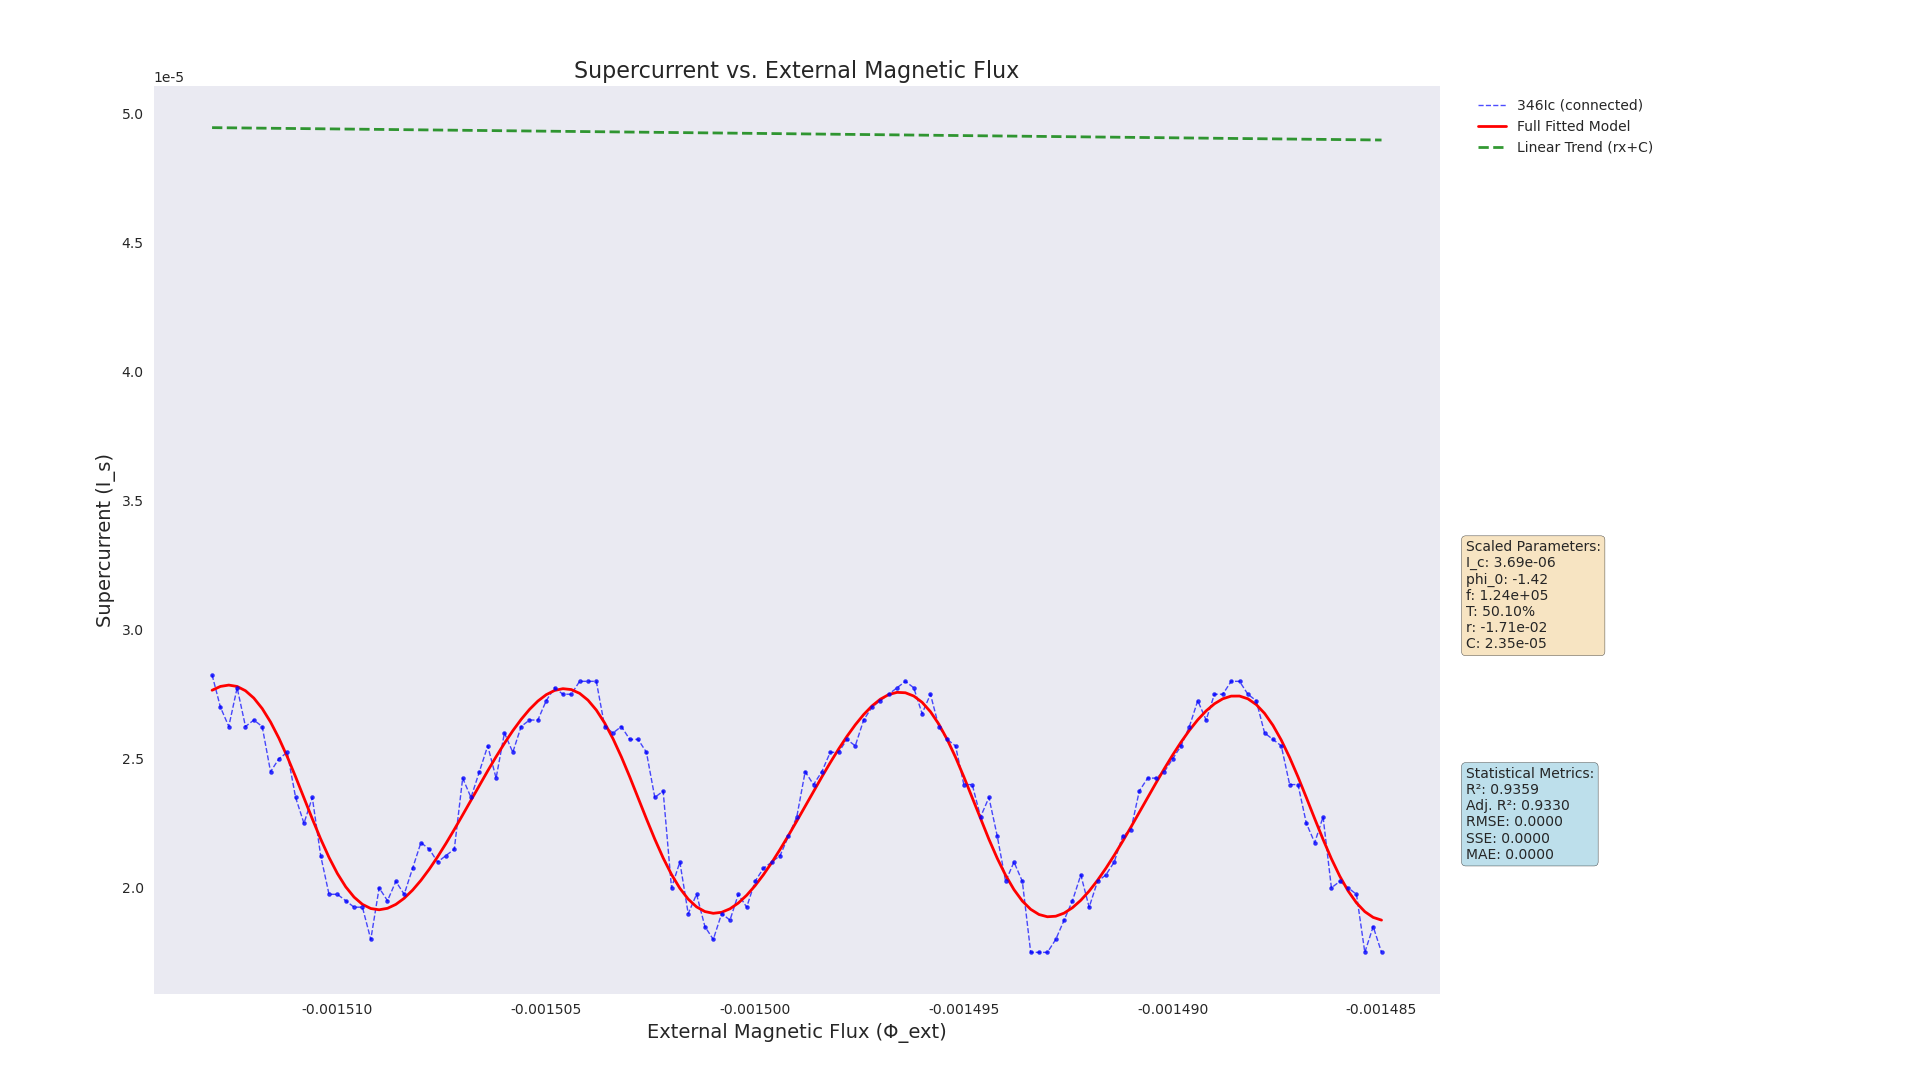 Supercurrent vs. External Magnetic Flux
1e-5
5.0
4.5
4.0
3.5
3.0
2.5
2.0
Supercurrent (I_s)
-0.001510
-0.001505
-0.001500
-0.001495
-0.001490
-0.001485
External Magnetic Flux (Φ_ext)
346Ic (connected)
Full Fitted Model
Linear Trend (rx+C)
Scaled Parameters:
I_c: 3.69e-06
phi_0: -1.42
f: 1.24e+05
T: 50.10%
r: -1.71e-02
C: 2.35e-05
Statistical Metrics:
R²: 0.9359
Adj. R²: 0.9330
RMSE: 0.0000
SSE: 0.0000
MAE: 0.0000